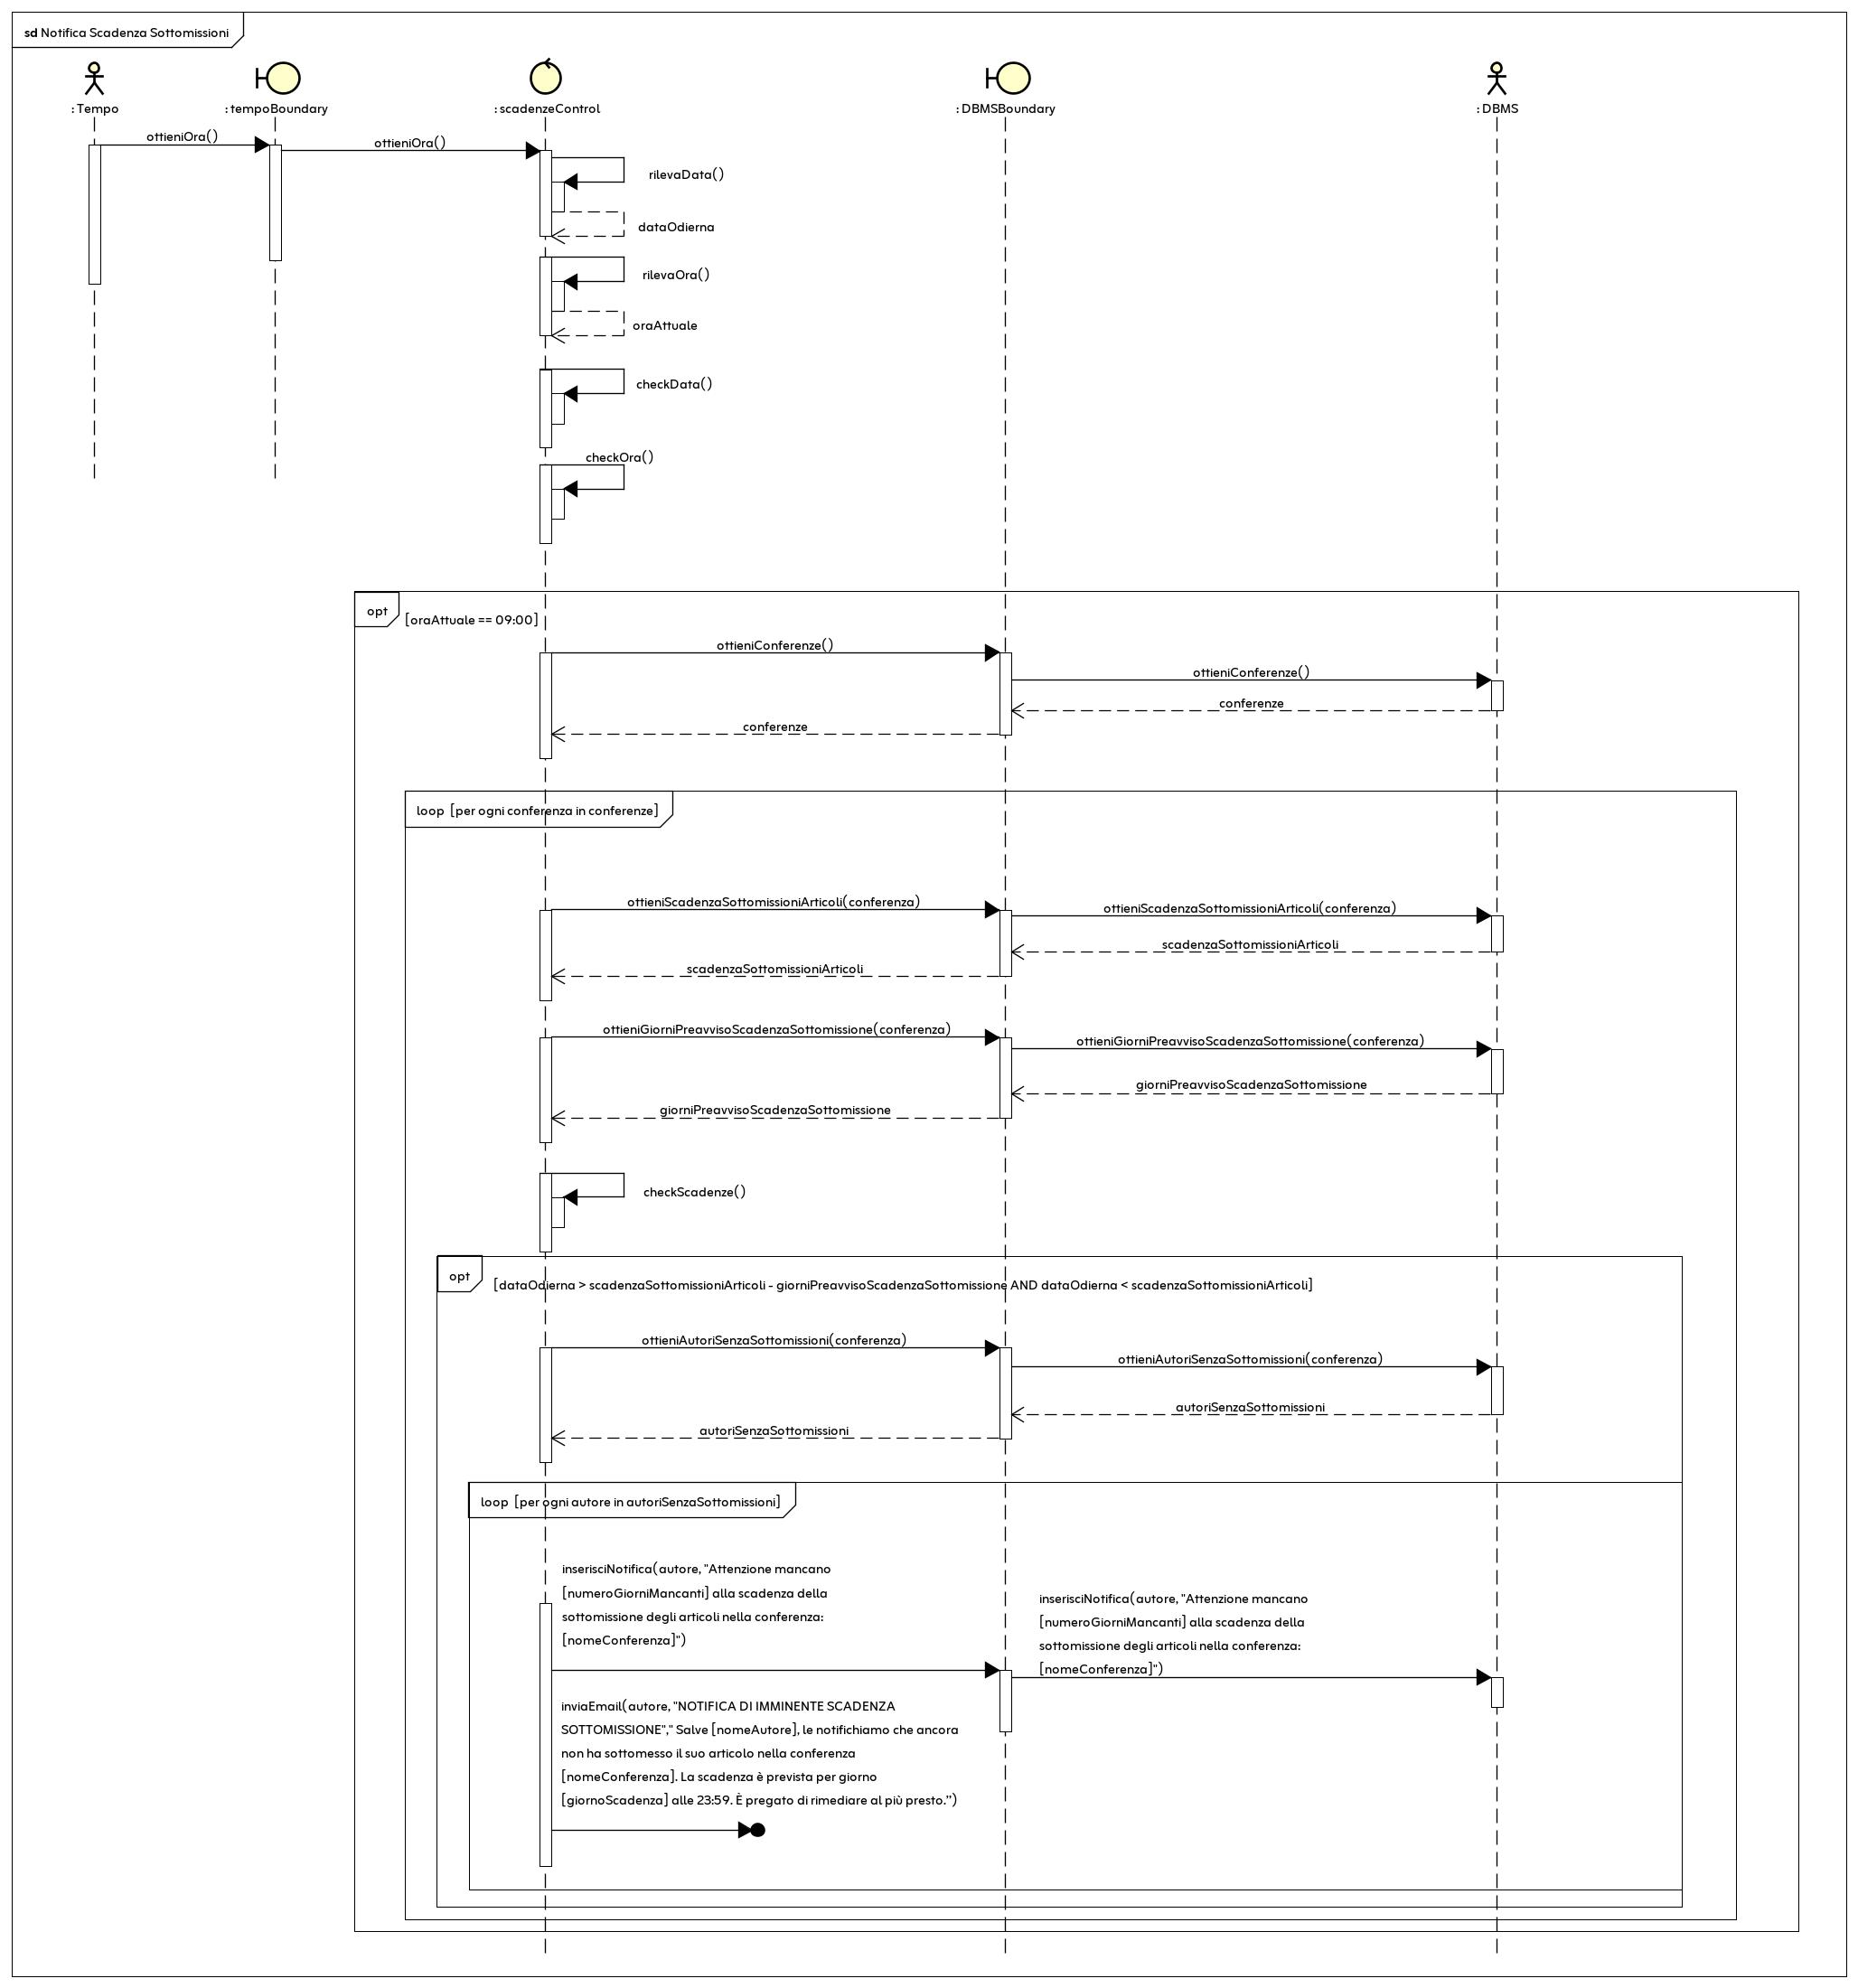 sd Notifica Scadenza Sottomissioni
: Tempo
: tempoBoundary
: scadenzeControl
: DBMSBoundary
: DBMS
ottieniOra()
ottieniOra()
rilevaData()
dataOdierna
rilevaOra()
oraAttuale
checkData()
checkOra()
opt
[oraAttuale == 09:00]
ottieniConferenze()
ottieniConferenze()
conferenze
conferenze
loop [per ogni conferenza in conferenze]
ottieniScadenzaSottomissioniArticoli(conferenza)
ottieniScadenzaSottomissioniArticoli(conferenza)
scadenzaSottomissioniArticoli
scadenzaSottomissioniArticoli
ottieniGiorniPreavvisoScadenzaSottomissione(conferenza)
ottieniGiorniPreavvisoScadenzaSottomissione(conferenza)
giorniPreavvisoScadenzaSottomissione
giorniPreavvisoScadenzaSottomissione
checkScadenze()
opt
[dataOdierna > scadenzaSottomissioniArticoli - giorniPreavvisoScadenzaSottomissione AND dataOdierna < scadenzaSottomissioniArticoli]
ottieniAutoriSenzaSottomissioni(conferenza)
ottieniAutoriSenzaSottomissioni(conferenza)
autoriSenzaSottomissioni
autoriSenzaSottomissioni
loop [per ogni autore in autoriSenzaSottomissioni]
inserisciNotifica(autore, "Attenzione mancano
[numeroGiorniMancanti] alla scadenza della
sottomissione degli articoli nella conferenza:
[nomeConferenza]")
inserisciNotifica(autore, "Attenzione mancano
[numeroGiorniMancanti] alla scadenza della
sottomissione degli articoli nella conferenza:
[nomeConferenza]")
inviaEmail(autore, "NOTIFICA DI IMMINENTE SCADENZA
SOTTOMISSIONE"," Salve [nomeAutore], le notifichiamo che ancora
non ha sottomesso il suo articolo nella conferenza
[nomeConferenza]. La scadenza è prevista per giorno
[giornoScadenza] alle 23:59. È pregato di rimediare al più presto.")